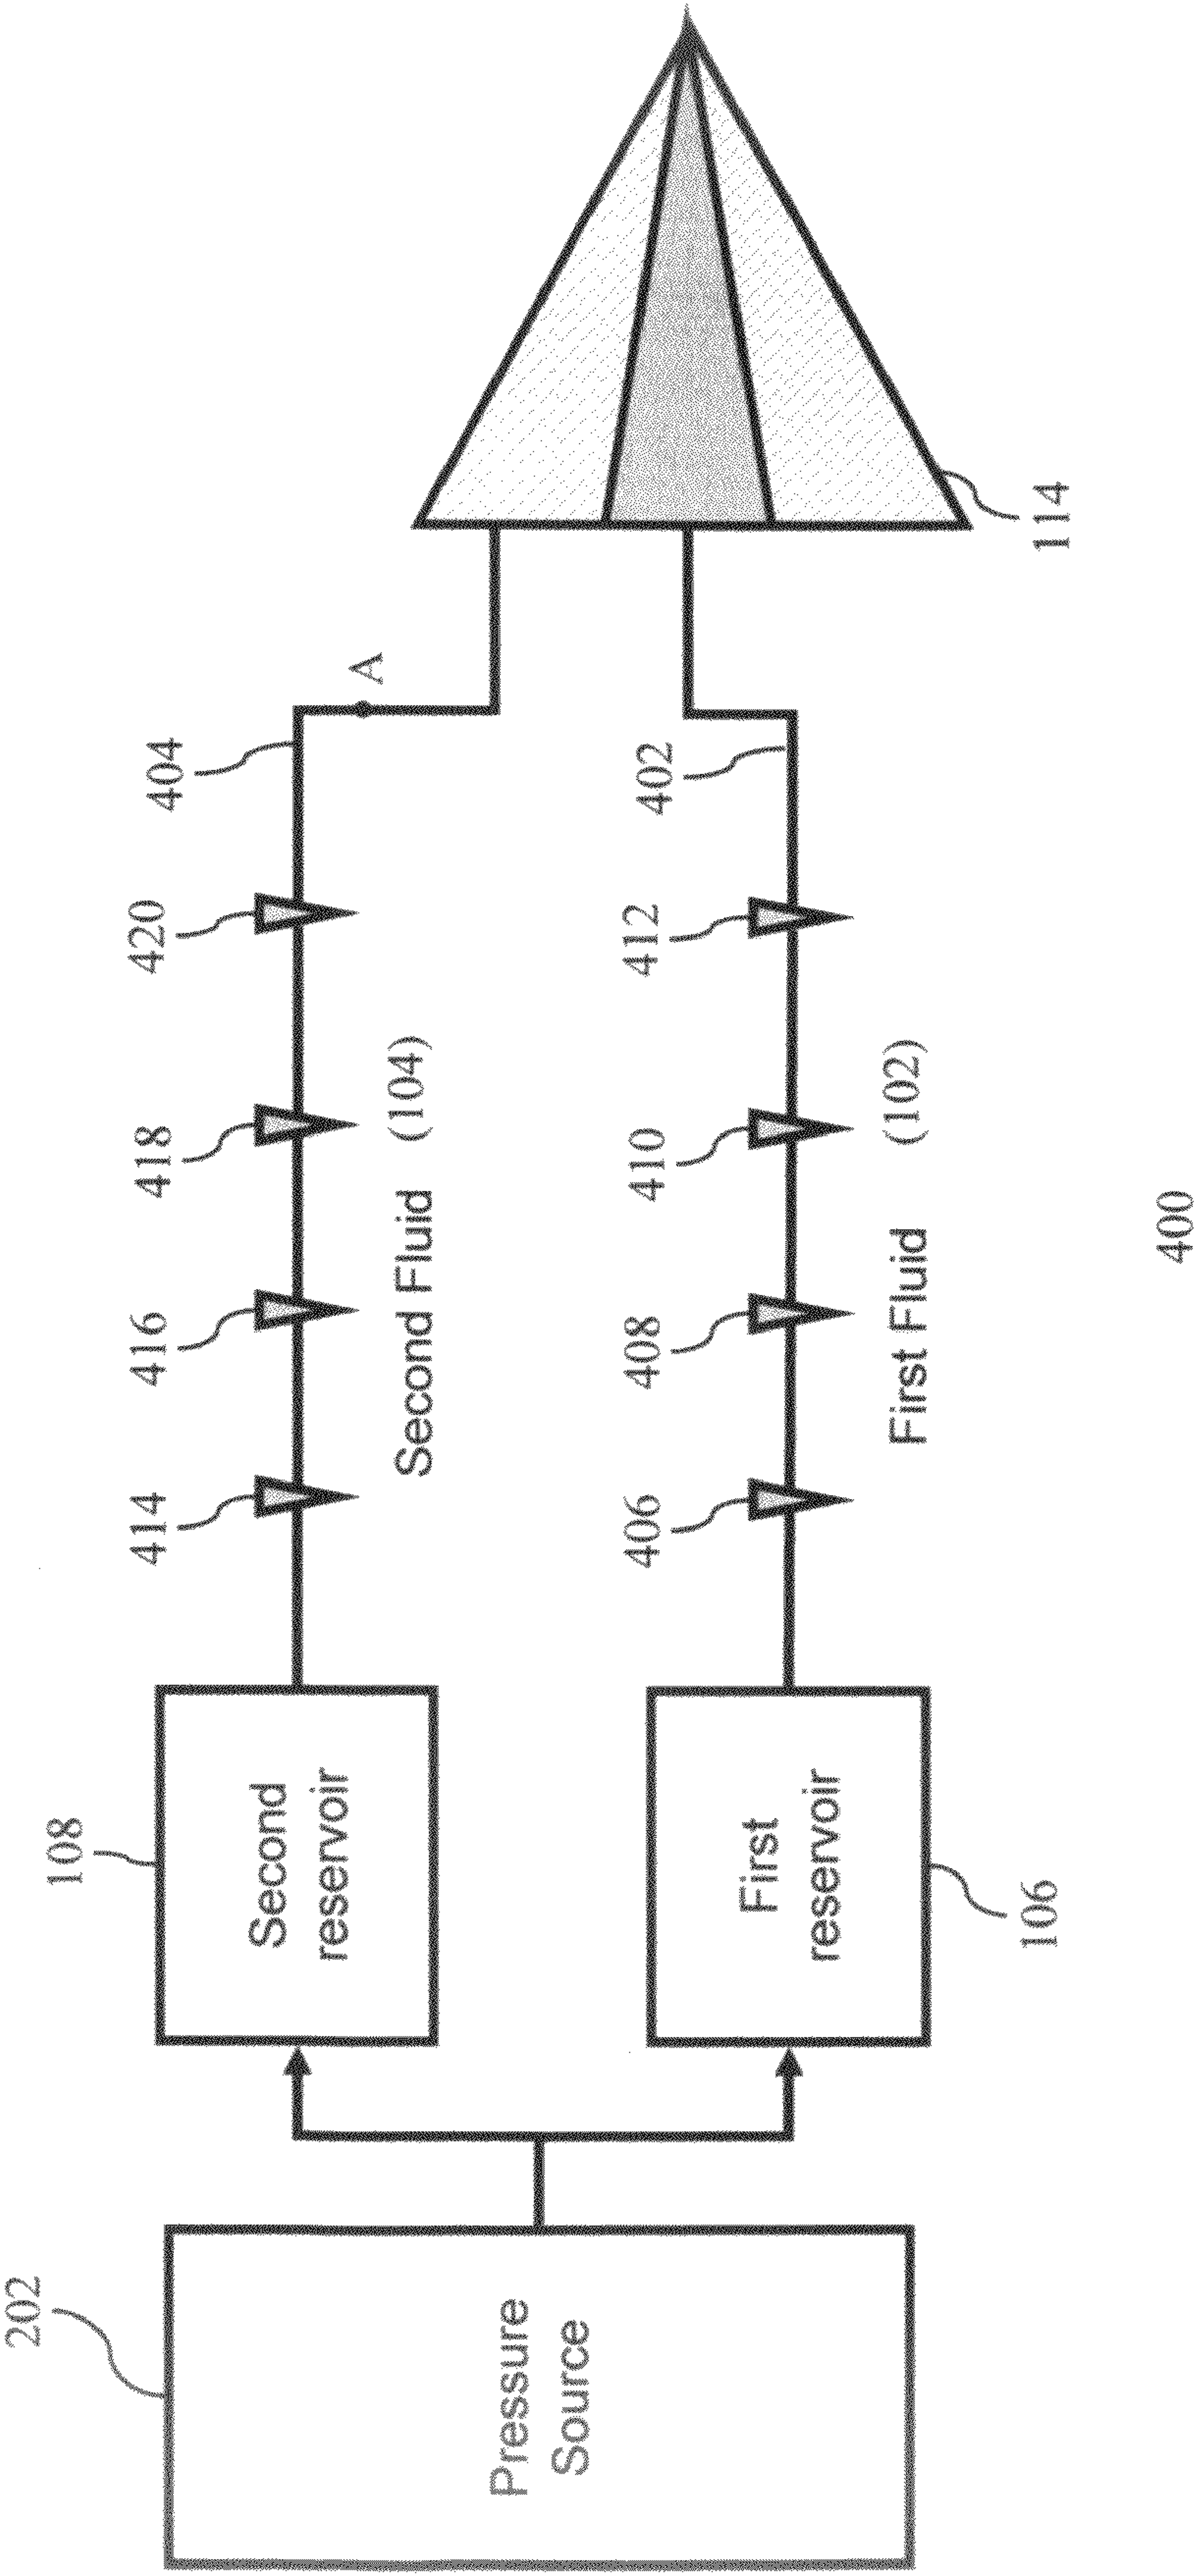 202
Pressure
Source
108
Second
reservoir
First
reservoir
106
414
416
418
420
404
A
Second Fluid (104)
406
408
410
412
402
First Fluid (102)
114
400